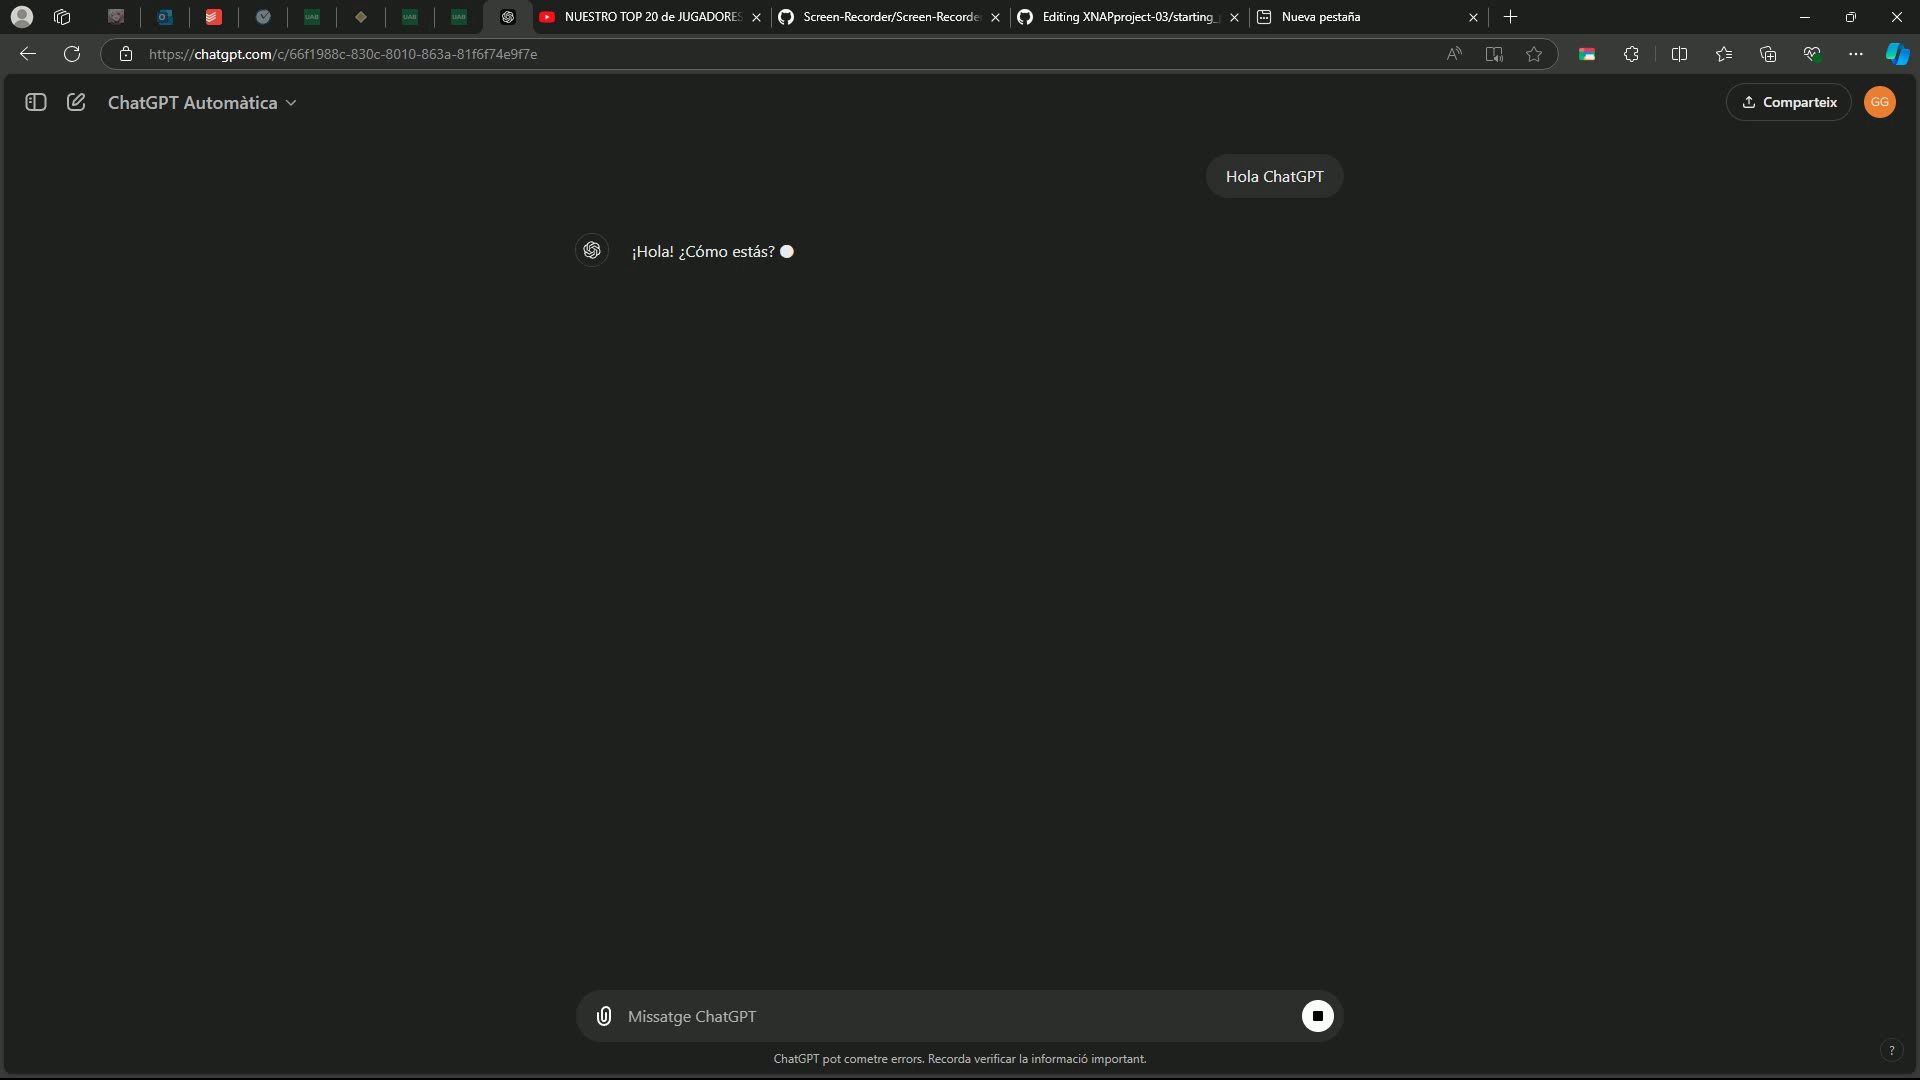 NUESTRO TOP 20 de JUGADORES
Screen-Recorder/Screen-Recorde
Editing XNAPproject-03/starting_
Nueva pestaña
https://chatgpt.com/c/66f1988c-830c-8010-863a-81f6f74e9f7e
ChatGPT Automàtica
Comparteix
GG
Hola ChatGPT
¡Hola! ¿Cómo estás?
Missatge ChatGPT
ChatGPT pot cometre errors. Recorda verificar la informació important.
?